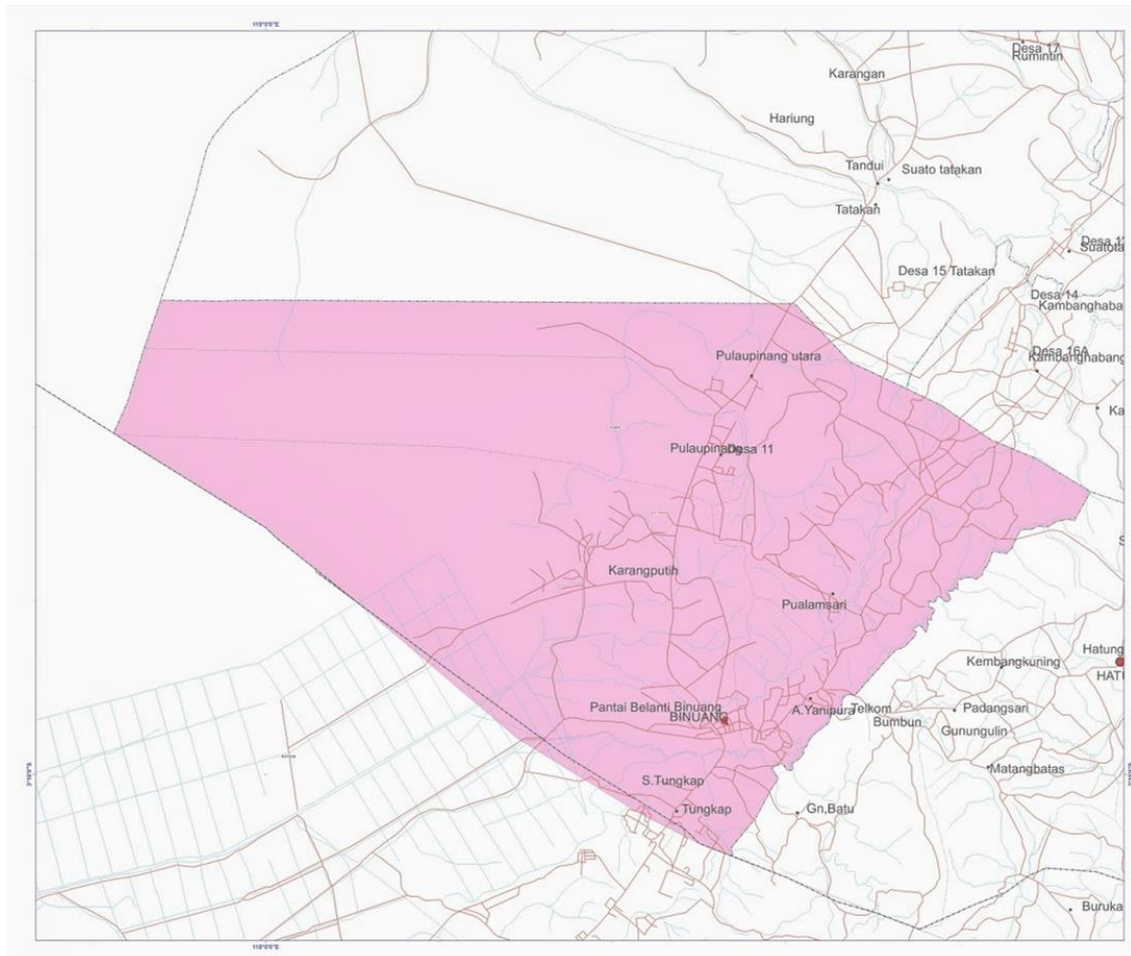 Desa 17
Rumintin
Karangan
Hariung
Tandui
Suato tatakan
Tatakan
Desa 15 Tatakan
Desa 14
Kambanghaba
Desa 16A
Kambanghabang
Pulaupinang utara
Ka
Pulaupinang
Desa 11
Karangputih
Pualamsari
Kembangkuning
Hatung
HATU
Pantai Belanti Binuang
BINUANG
A.Yanipura
Telkom
Bumbun
Padangsari
Gunungulin
Matangbatas
S.Tungkap
Tungkap
Gn,Batu
Buruka